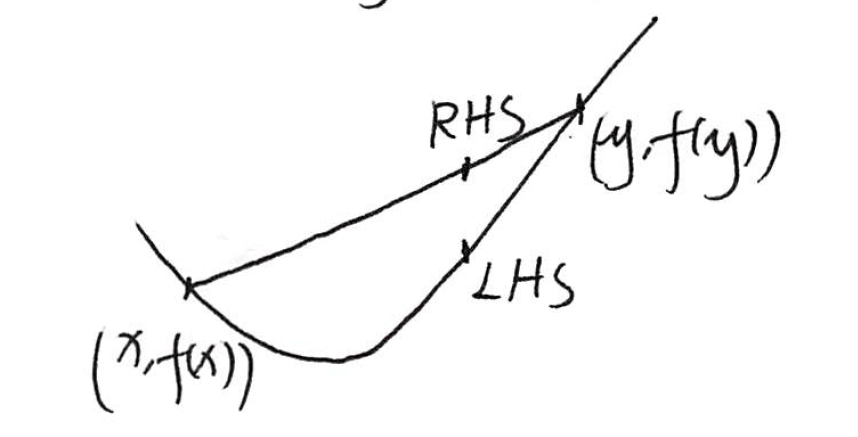 RHS
(y,f(y))
LHS
(x,f(x))